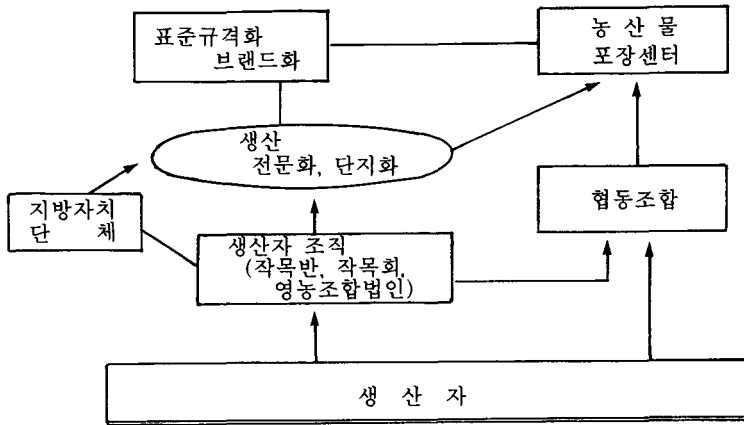 표준규격화
브랜드화
농 산 물
포장센터
생산
전문화, 단지화
지방자치
단 체
협동조합
생산자 조직
(작목반, 작목회,
영농조합법인)
생 산 자